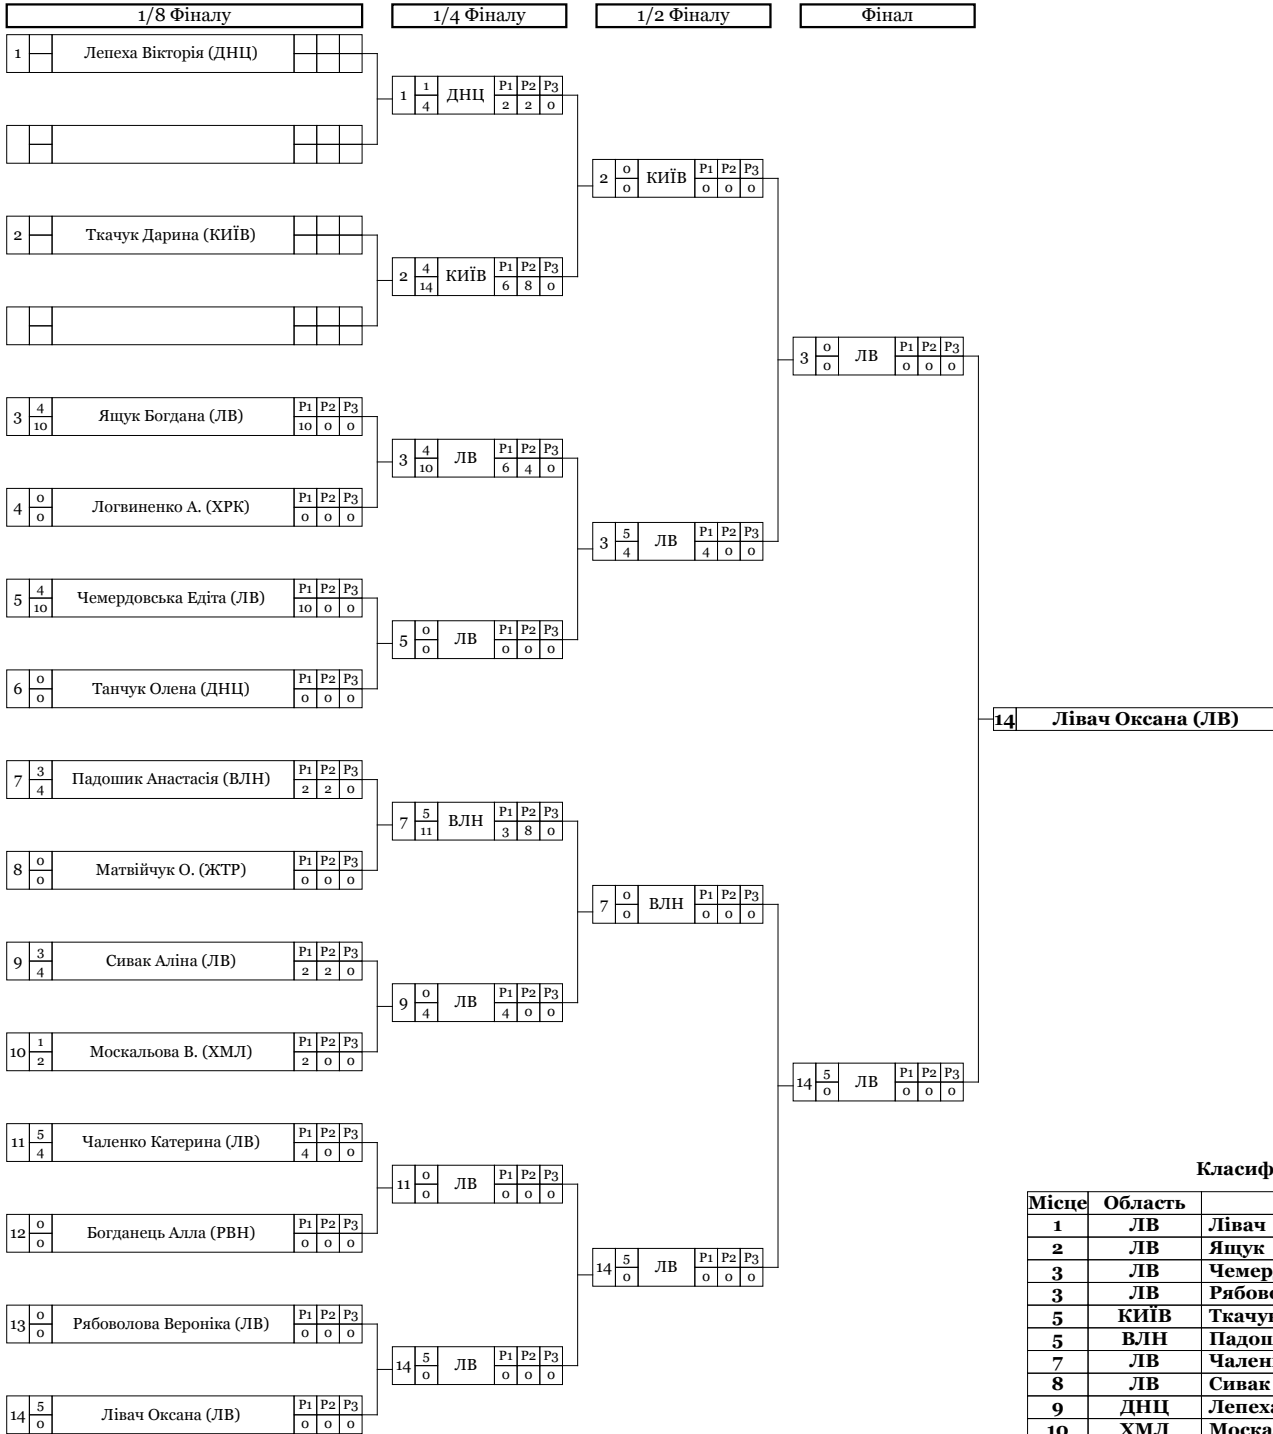 1/8 Фіналу 1/4 Фіналу 1/2 Фіналу Фінал
1 Лепеха Вікторія (ДНЦ)
1 1 ДНЦ P1 P2 P3
4 2 2 0
2 0 КИЇВ P1 P2 P3
0 0 0 0
2 Ткачук Дарина (КИЇВ)
2 4 КИЇВ P1 P2 P3
14 6 8 0
3 0 ЛВ P1 P2 P3
0 0 0 0
3 4 Ящук Богдана (ЛВ) P1 P2 P3
10 10 0 0
3 4 ЛВ P1 P2 P3
10 6 4 0
4 0 Логвиненко А. (ХРК) P1 P2 P3
0 0 0 0
3 5 ЛВ P1 P2 P3
4 4 0 0
5 4 Чемердовська Едіта (ЛВ) P1 P2 P3
10 10 0 0
5 0 ЛВ P1 P2 P3
0 0 0 0
6 0 Танчук Олена (ДНЦ) P1 P2 P3
0 0 0 0
14 Лівач Оксана (ЛВ)
7 3 Падошик Анастасія (ВЛН) P1 P2 P3
4 2 2 0
7 5 ВЛН P1 P2 P3
11 3 8 0
8 0 Матвійчук О. (ЖТР) P1 P2 P3
0 0 0 0
7 0 ВЛН P1 P2 P3
0 0 0 0
9 3 Сивак Аліна (ЛВ) P1 P2 P3
4 2 2 0
9 0 ЛВ P1 P2 P3
4 4 0 0
10 1 Москальова В. (ХМЛ) P1 P2 P3
2 2 0 0
14 5 ЛВ P1 P2 P3
0 0 0 0
11 5 Чаленко Катерина (ЛВ) P1 P2 P3
4 4 0 0
11 0 ЛВ P1 P2 P3
0 0 0 0
12 0 Богданець Алла (РВН) P1 P2 P3
0 0 0 0
14 5 ЛВ P1 P2 P3
0 0 0 0
13 0 Рябоволова Вероніка (ЛВ) P1 P2 P3
0 0 0 0
14 5 ЛВ P1 P2 P3
0 0 0 0
14 5 Лівач Оксана (ЛВ) P1 P2 P3
0 0 0 0
Класиф
Місце Область
1 ЛВ Лівач
2 ЛВ Ящук
3 ЛВ Чемер
3 ЛВ Рябов
5 КИЇВ Ткачу
5 ВЛН Падош
7 ЛВ Чален
8 ЛВ Сивак
9 ДНЦ Лепех
10 ХМЛ Моска